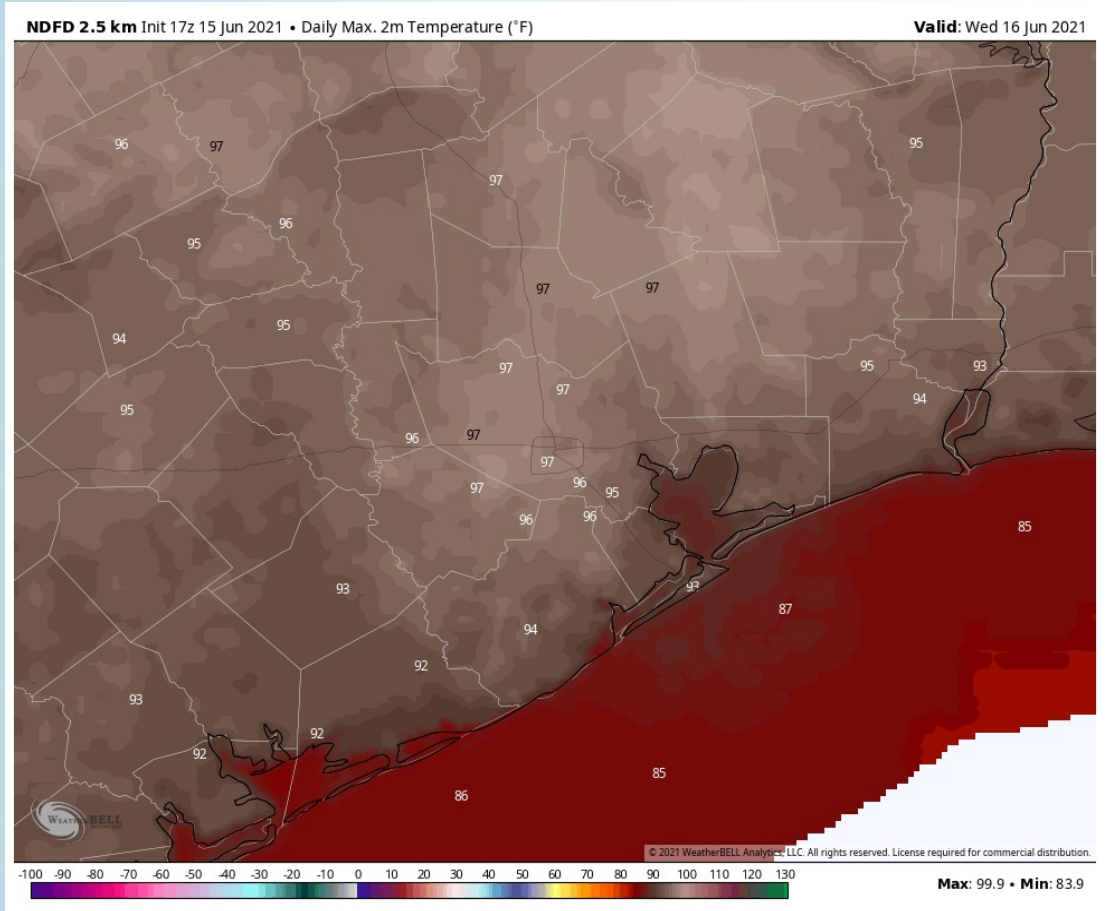 NDFD 2.5 km Init 17z 15 Jun 2021 • Daily Max. 2m Temperature (°F) Valid: Wed 16 Jun 2021
96 97 95
97
96
95
97 97
95
94
97 95 93
97
94
95
96 97
97
97 96 95
96 96
85
93 93
87
94
92
93
92
92
85
86
WEATHERBELL
© 2021 WeatherBELL Analytics, LLC. All rights reserved. License required for commercial distribution.
-100 -90 -80 -70 -60 -50 -40 -30 -20 -10 0 10 20 30 40 50 60 70 80 90 100 110 120 130
Max: 99.9 • Min: 83.9